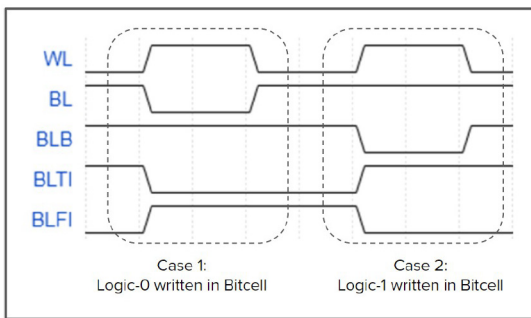 WL
BL
BLB
BLTI
BLFI
Case 1:
Logic-0 written in Bitcell
Case 2:
Logic-1 written in Bitcell